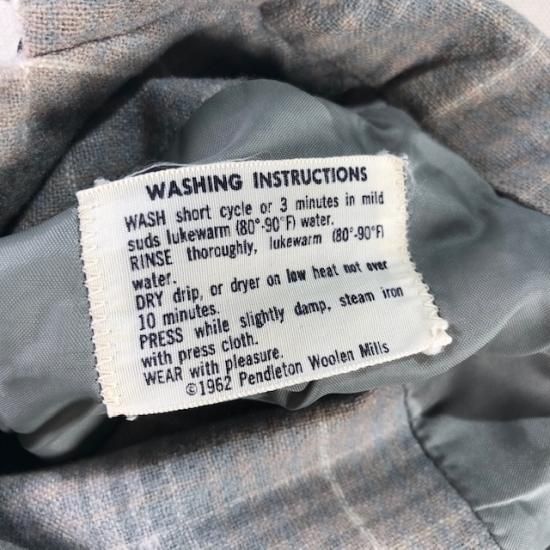 WASHING INSTRUCTIONS
WASH short cycle or 3 minutes in mild
suds lukewarm (80°-90°F) water.
RINSE thoroughly, lukewarm (80°-90°F)
water.
DRY drip, or dryer on low heat not over
10 minutes.
PRESS while slightly damp, steam iron
with press cloth.
WEAR with pleasure.
©1962 Pendleton Woolen Mills